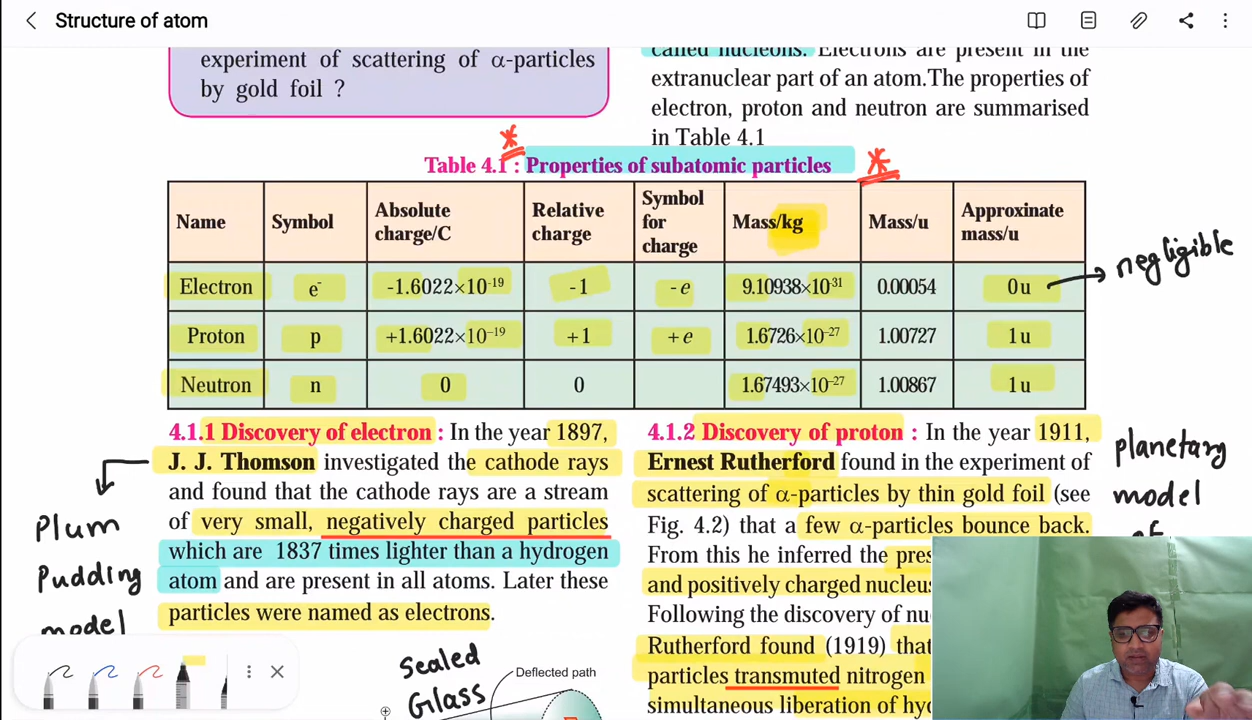 Structure of atom
experiment of scattering of α-particles
by gold foil ?
called nucleons. Electrons are present in the
extranuclear part of an atom.The properties of
electron, proton and neutron are summarised
in Table 4.1
Table 4.1 : Properties of subatomic particles
Name Symbol Absolute charge/C Relative charge Symbol for charge Mass/kg Mass/u Approximate mass/u
Electron e⁻ -1.6022×10⁻¹⁹ -1 -e 9.10938×10⁻³¹ 0.00054 0 u
negligible
Proton p +1.6022×10⁻¹⁹ +1 +e 1.6726×10⁻²⁷ 1.00727 1 u
Neutron n 0 0 1.67493×10⁻²⁷ 1.00867 1 u
4.1.1 Discovery of electron : In the year 1897,
J. J. Thomson investigated the cathode rays
and found that the cathode rays are a stream
of very small, negatively charged particles
which are 1837 times lighter than a hydrogen
atom and are present in all atoms. Later these
particles were named as electrons.
Plum
Pudding
model
Sealed
Glass
Deflected path
4.1.2 Discovery of proton : In the year 1911,
Ernest Rutherford found in the experiment of
scattering of α-particles by thin gold foil (see
Fig. 4.2) that a few α-particles bounce back.
From this he inferred the
and positively charged nucleus
Following the discovery of
Rutherford found (1919) that
particles transmuted nitrogen
simultaneous liberation of
planetary
model
of